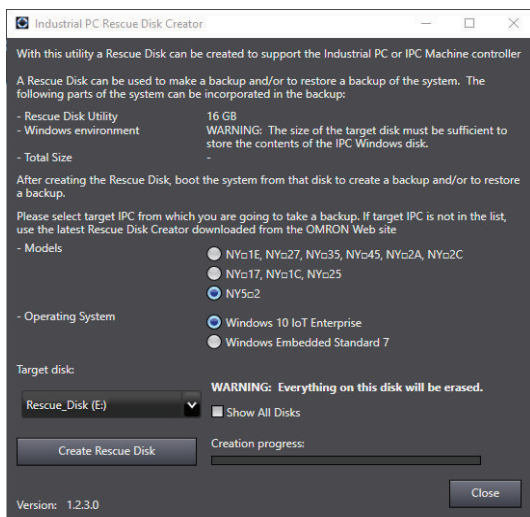 Industrial PC Rescue Disk Creator
With this utility a Rescue Disk can be created to support the Industrial PC or IPC Machine controller
A Rescue Disk can be used to make a backup and/or to restore a backup of the system. The
following parts of the system can be incorporated in the backup:
- Rescue Disk Utility 16 GB
- Windows environment WARNING: The size of the target disk must be sufficient to
store the contents of the IPC Windows disk.
- Total Size -
After creating the Rescue Disk, boot the system from that disk to create a backup and/or to restore
a backup.
Please select target IPC from which you are going to take a backup. If target IPC is not in the list,
use the latest Rescue Disk Creator downloaded from the OMRON Web site
- Models NY□1E, NY□27, NY□35, NY□45, NY□2A, NY□2C
NY□17, NY□1C, NY□25
NY5□2
- Operating System Windows 10 IoT Enterprise
Windows Embedded Standard 7
Target disk:
WARNING: Everything on this disk will be erased.
Rescue_Disk (E:) Show All Disks
Create Rescue Disk Creation progress:
Close
Version: 1.2.3.0